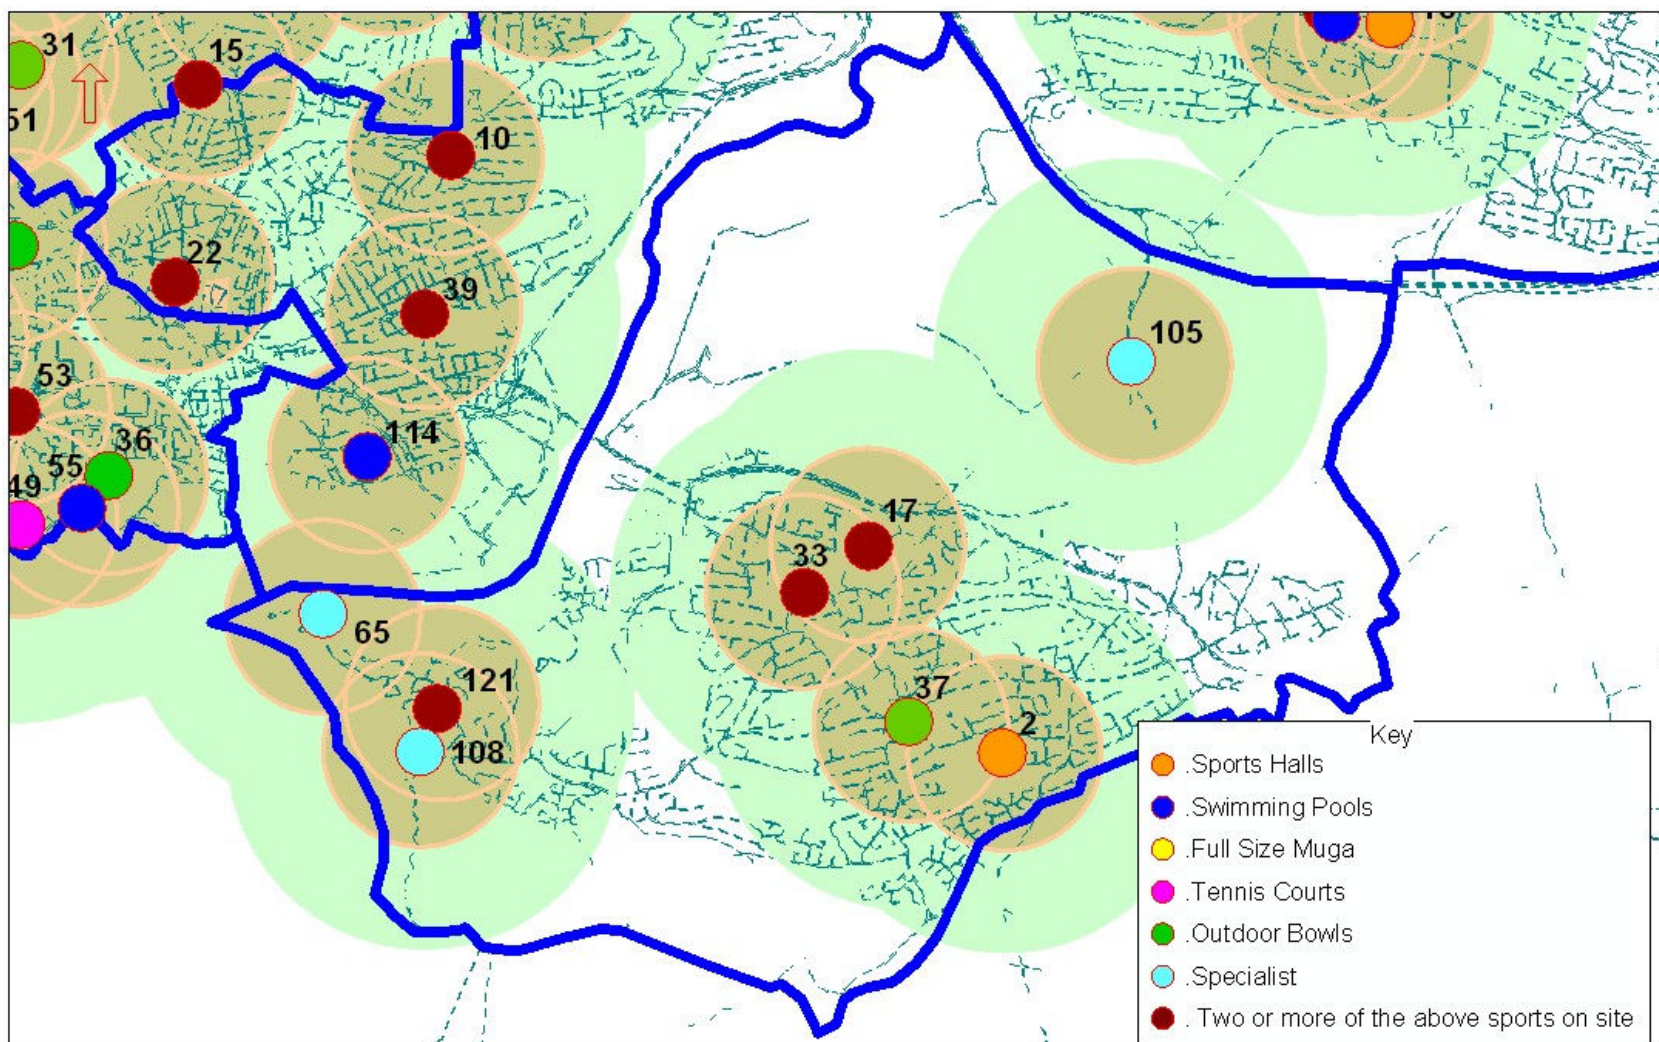 31
15
51
10
22
39
105
53
114
36
55
49
17
33
65
121
37
2
108
Key
.Sports Halls
.Swimming Pools
.Full Size Muga
.Tennis Courts
.Outdoor Bowls
.Specialist
. Two or more of the above sports on site